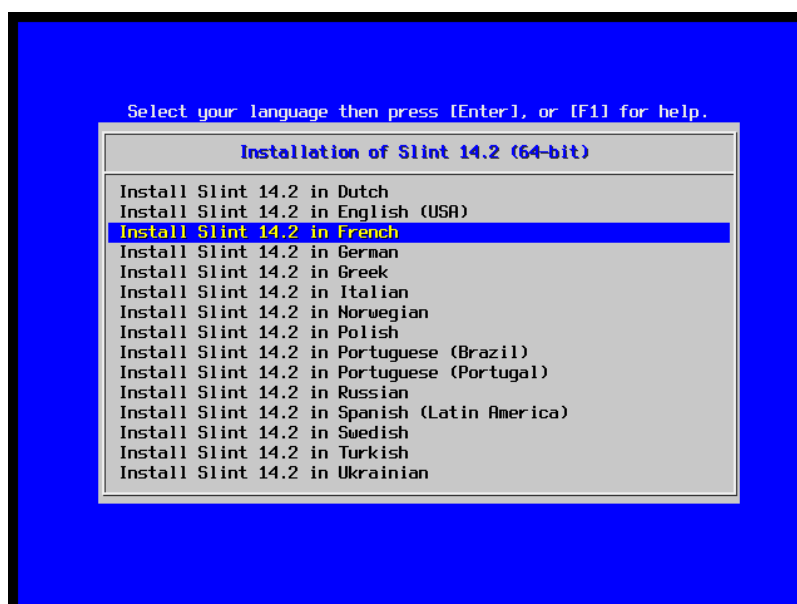 Select your language then press [Enter], or [F1] for help.
Installation of Slint 14.2 (64-bit)
Install Slint 14.2 in Dutch
Install Slint 14.2 in English (USA)
Install Slint 14.2 in French
Install Slint 14.2 in German
Install Slint 14.2 in Greek
Install Slint 14.2 in Italian
Install Slint 14.2 in Norwegian
Install Slint 14.2 in Polish
Install Slint 14.2 in Portuguese (Brazil)
Install Slint 14.2 in Portuguese (Portugal)
Install Slint 14.2 in Russian
Install Slint 14.2 in Spanish (Latin America)
Install Slint 14.2 in Swedish
Install Slint 14.2 in Turkish
Install Slint 14.2 in Ukrainian